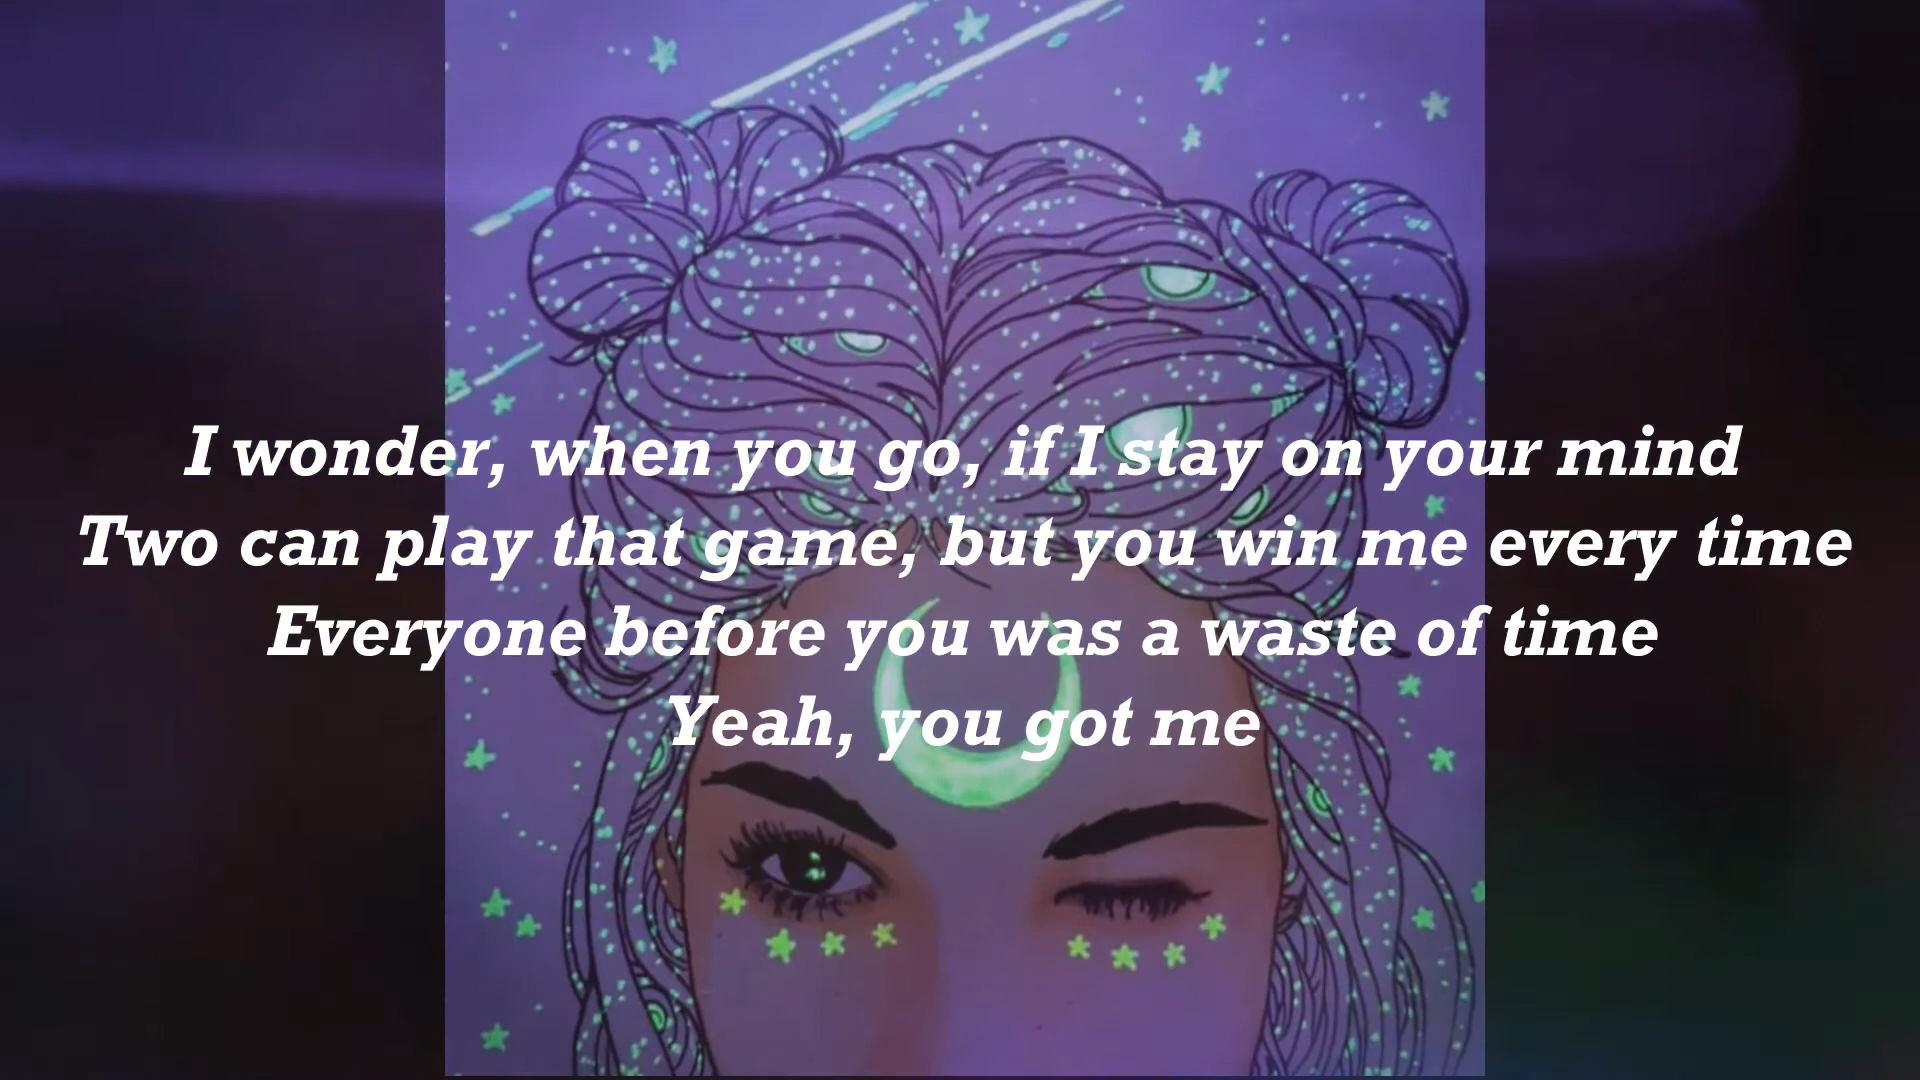 I wonder, when you go, if I stay on your mind
Two can play that game, but you win me every time
Everyone before you was a waste of time
Yeah, you got me